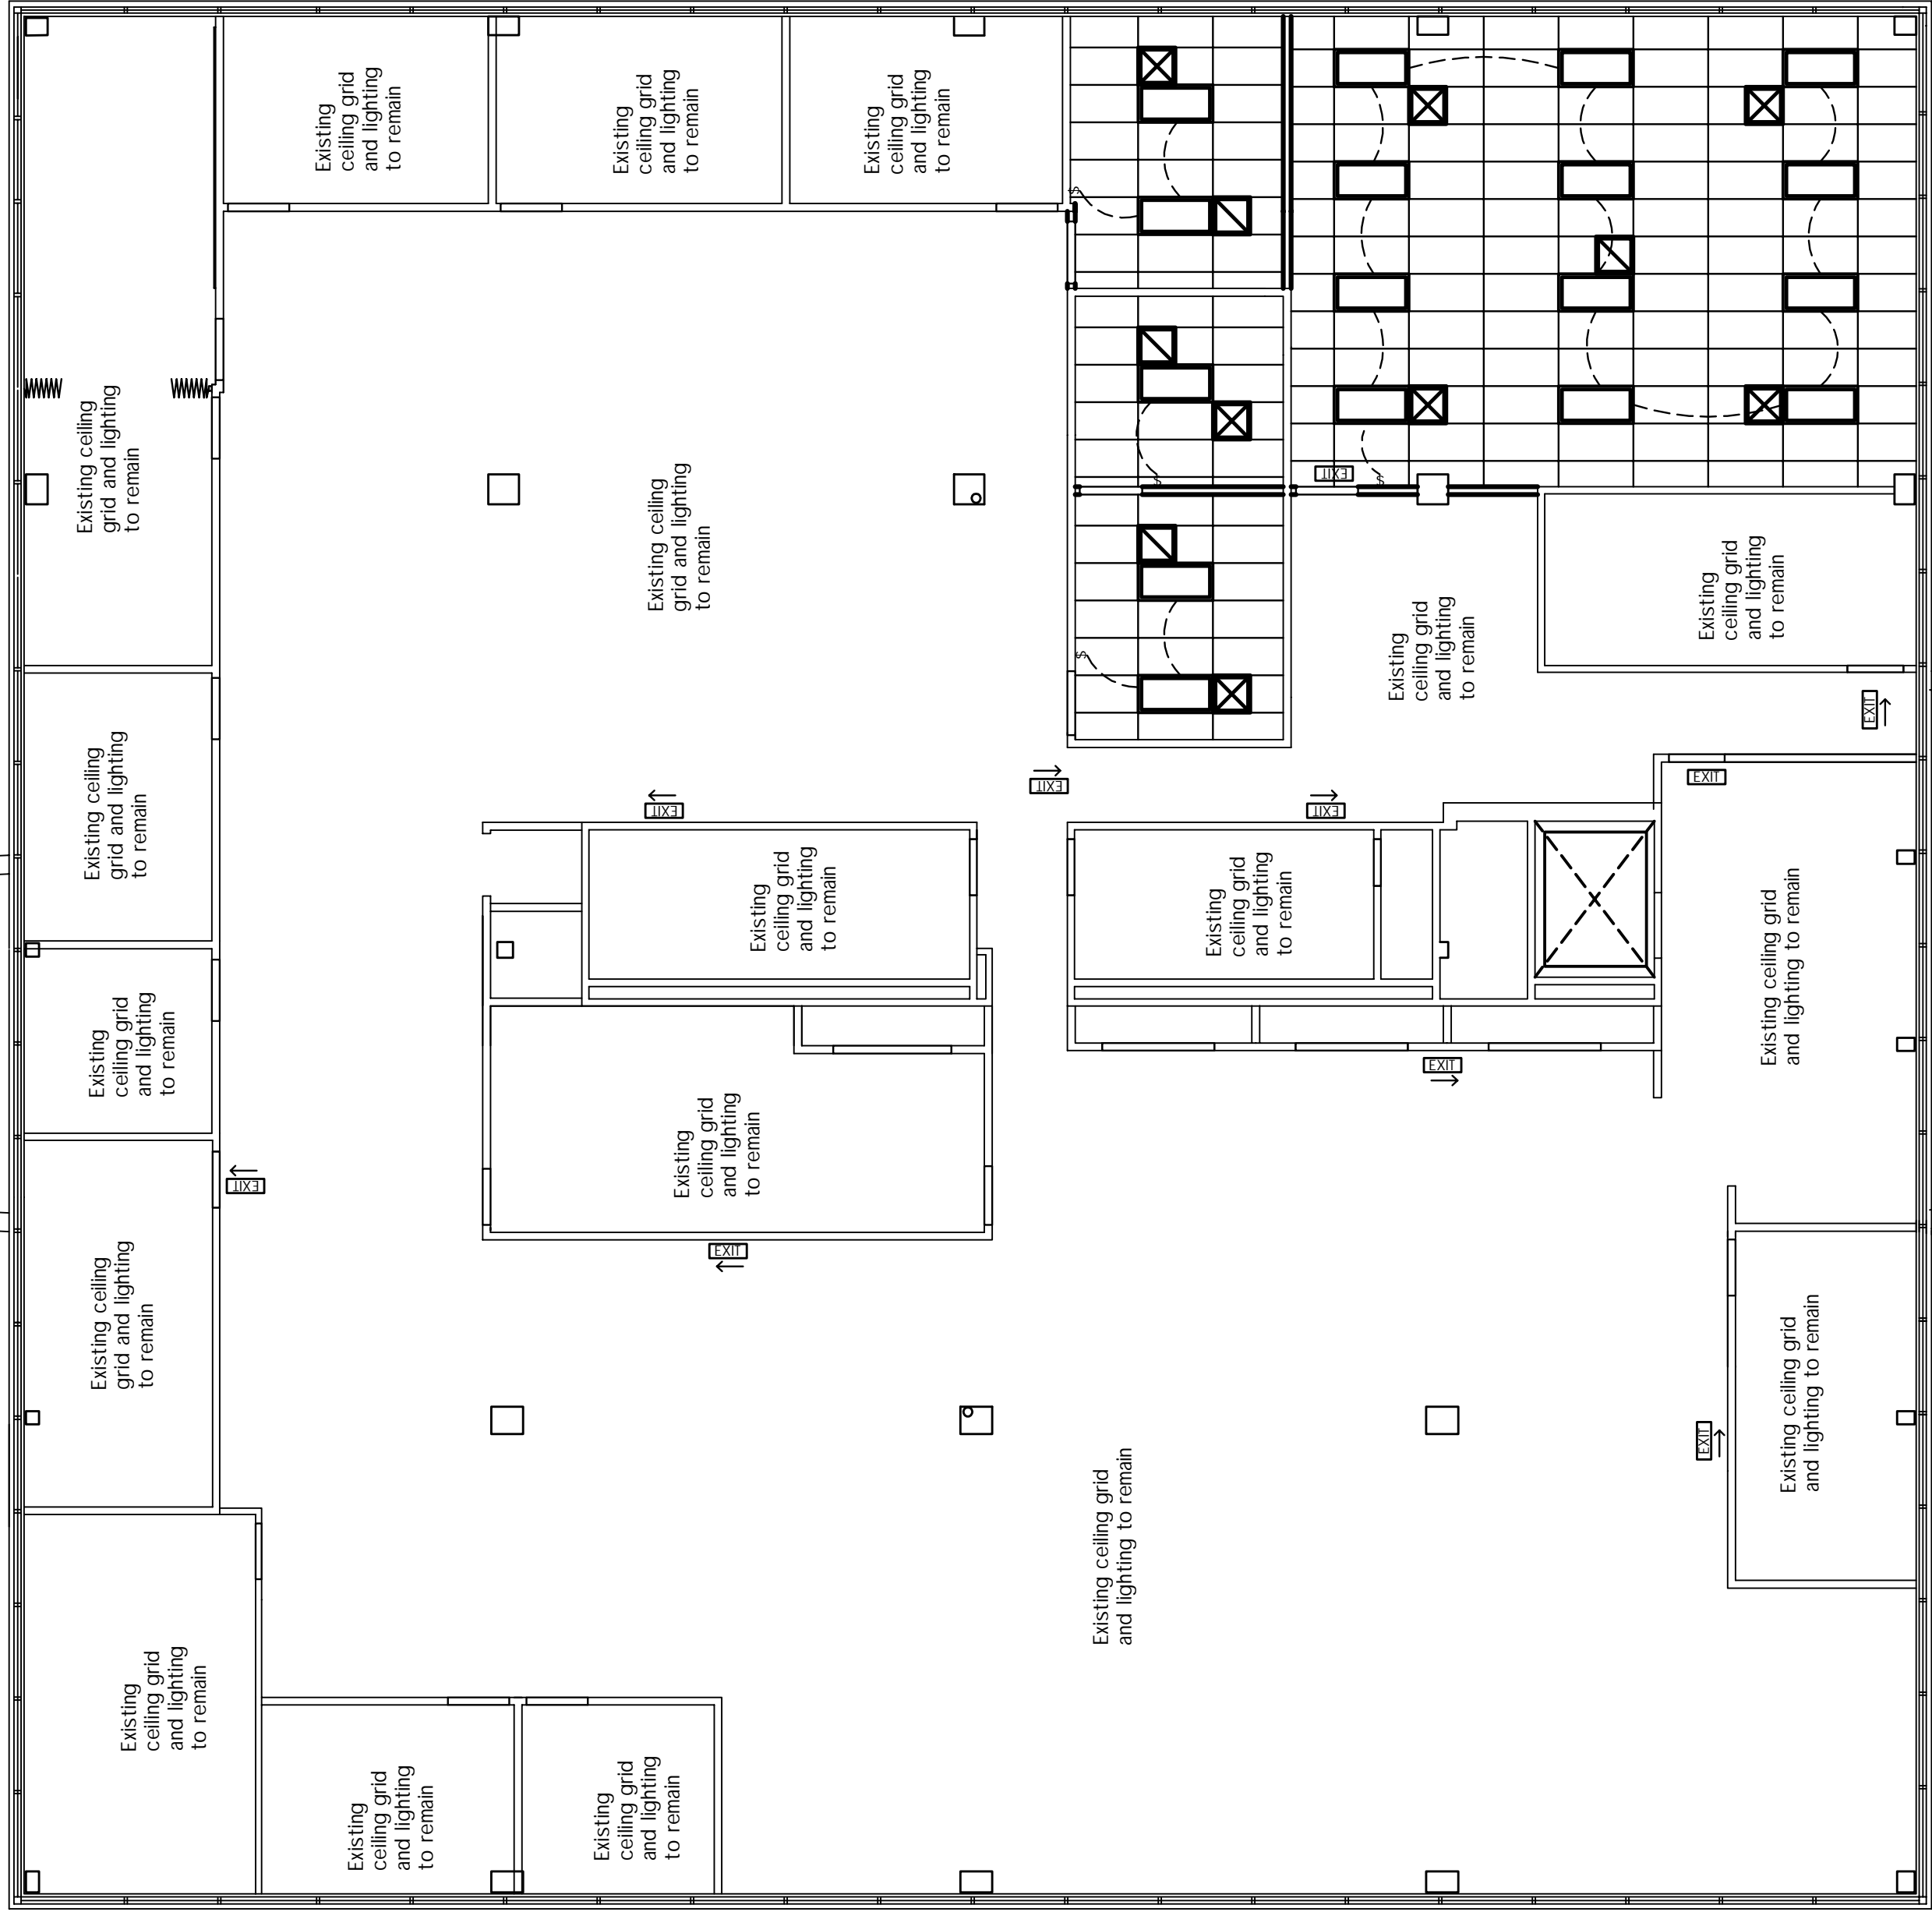 Existing
ceiling grid
and lighting
to remain
Existing
ceiling grid
and lighting
to remain
Existing
ceiling grid
and lighting
to remain
$
Existing ceiling
grid and lighting
to remain
Existing ceiling
grid and lighting
to remain
$
EXIT
$
Existing
ceiling grid
and lighting
to remain
Existing
ceiling grid
and lighting
to remain
$
EXIT
Existing ceiling
grid and lighting
to remain
EXIT
EXIT
EXIT
EXIT
Existing
ceiling grid
and lighting
to remain
Existing
ceiling grid
and lighting
to remain
Existing ceiling grid
and lighting to remain
Existing
ceiling grid
and lighting
to remain
EXIT
Existing
ceiling grid
and lighting
to remain
EXIT
EXIT
Existing ceiling
grid and lighting
to remain
Existing ceiling grid
and lighting to remain
EXIT
Existing ceiling grid
and lighting to remain
Existing
ceiling grid
and lighting
to remain
Existing
ceiling grid
and lighting
to remain
Existing
ceiling grid
and lighting
to remain